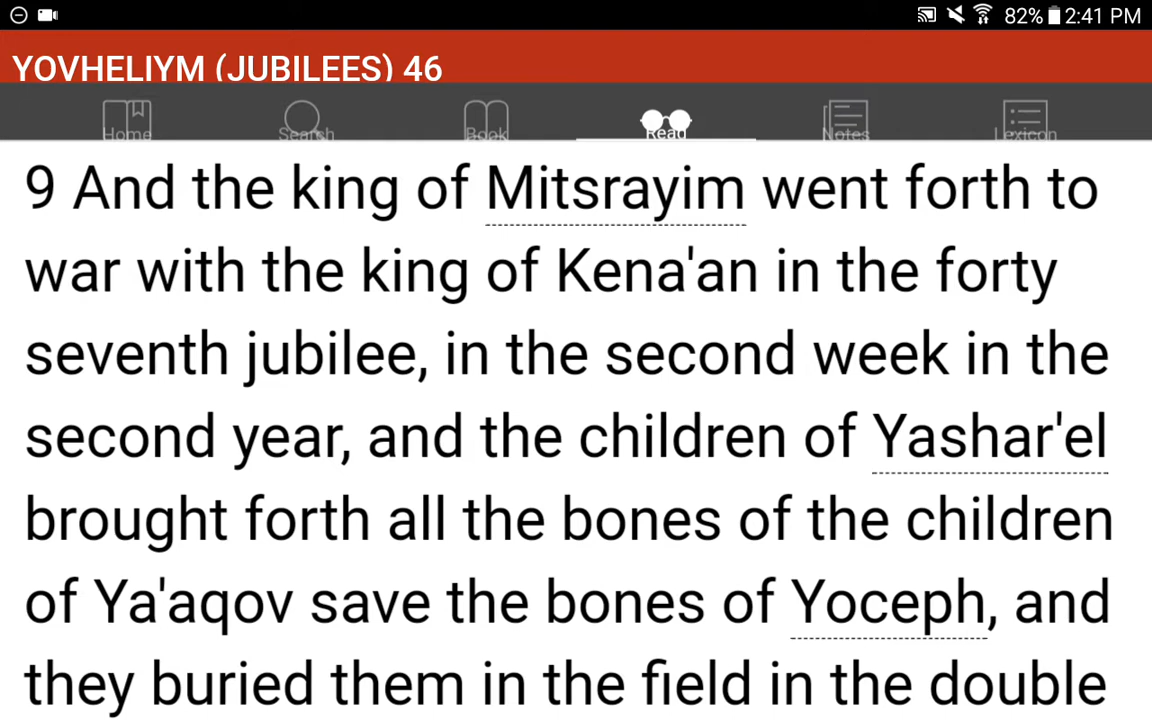 82% 2:41 PM
YOVHELIYM (JUBILEES) 46
Home Search Book Read Notes Lexicon
9 And the king of Mitsrayim went forth to
war with the king of Kena'an in the forty
seventh jubilee, in the second week in the
second year, and the children of Yashar'el
brought forth all the bones of the children
of Ya'aqov save the bones of Yoceph, and
they buried them in the field in the double